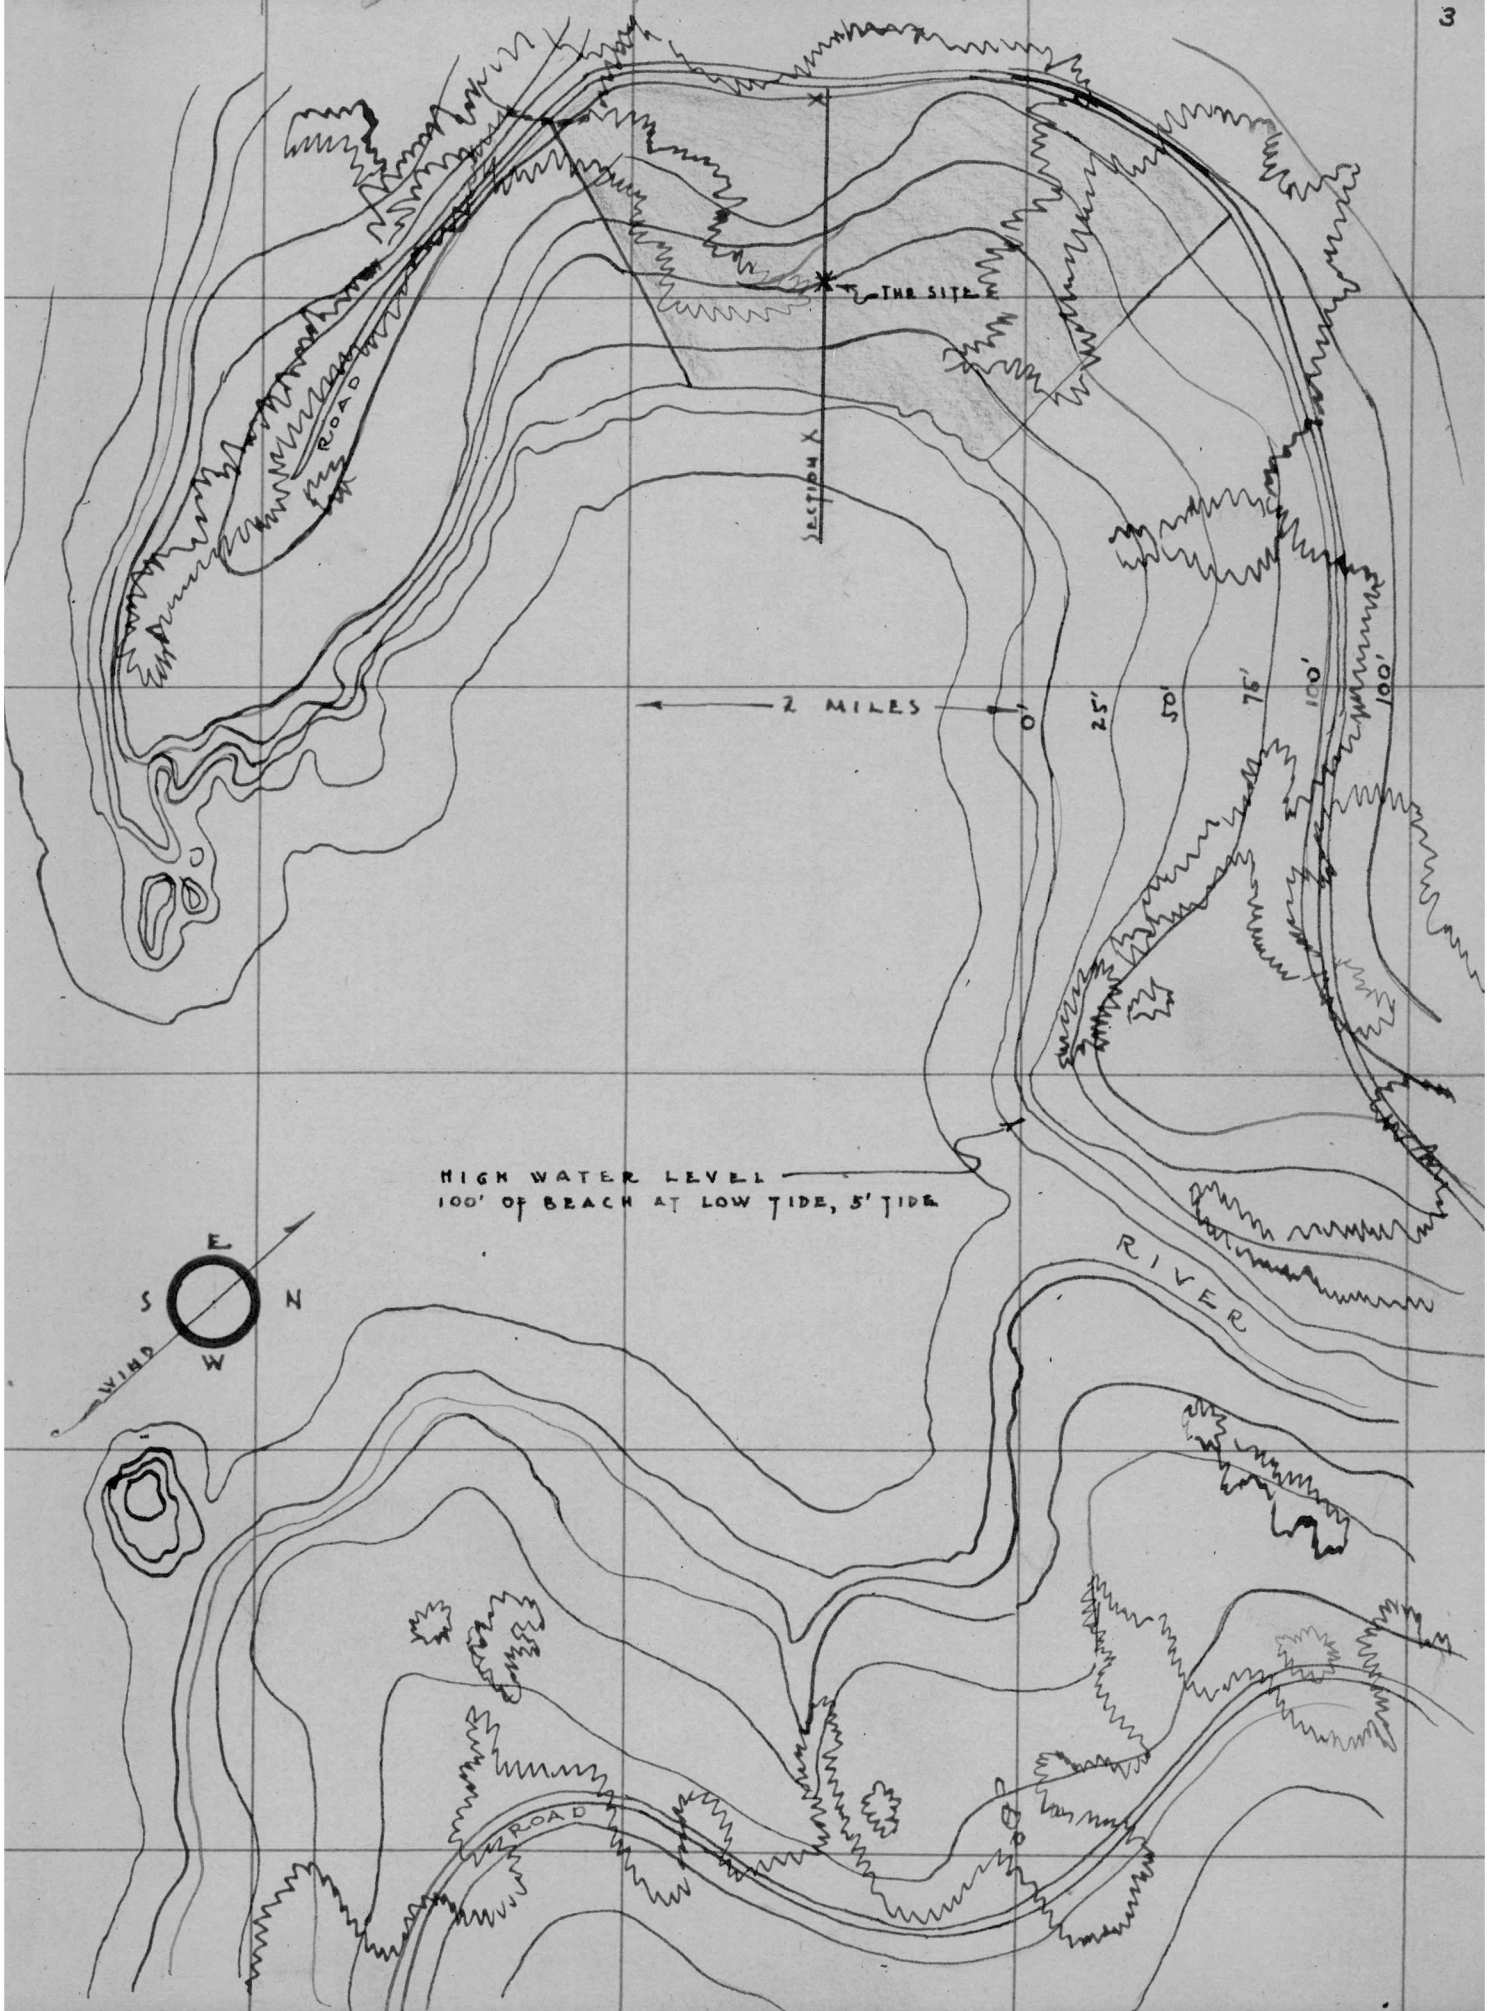 3
THE SITE
ROAD
SECTION X
X
2 MILES
0'
25'
50'
75'
100'
100'
HIGH WATER LEVEL
100' OF BEACH AT LOW TIDE, 5' TIDE
RIVER
E
S
N
W
WIND
ROAD